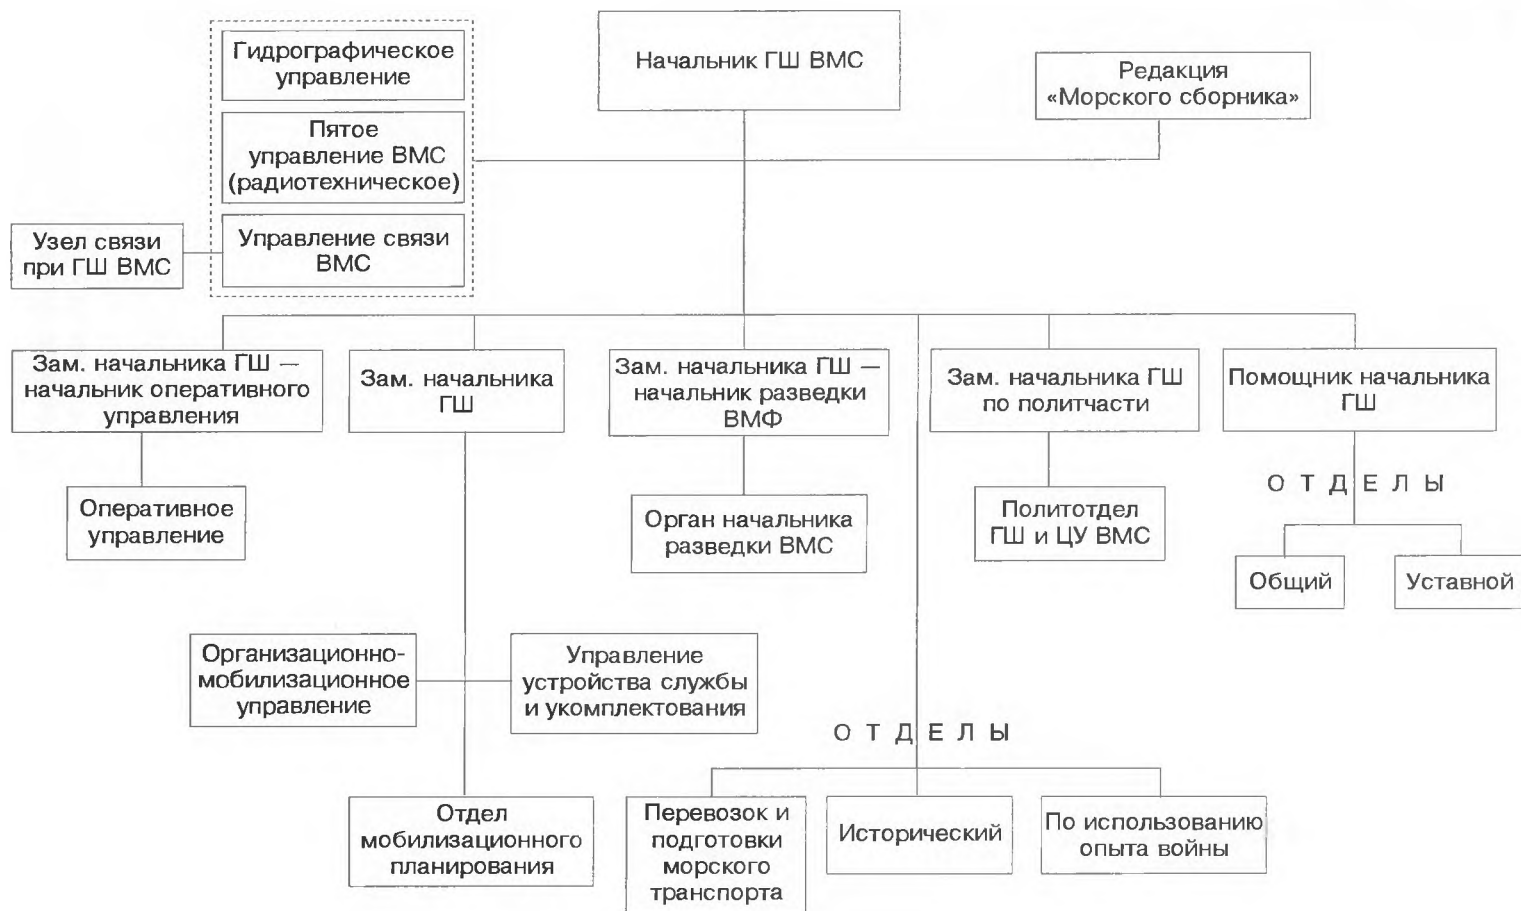 Гидрографическое
управление
Пятое
управление ВМС
(радиотехническое)
Управление связи
ВМС
Узел связи
при ГШ ВМС
Начальник ГШ ВМС
Редакция
«Морского сборника»
Зам. начальника ГШ —
начальник оперативного
управления
Зам. начальника
ГШ
Зам. начальника ГШ —
начальник разведки
ВМФ
Зам. начальника ГШ
по политчасти
Помощник начальника
ГШ
Оперативное
управление
Орган начальника
разведки ВМС
Политотдел
ГШ и ЦУ ВМС
О Т Д Е Л Ы
Общий
Уставной
Организационно-
мобилизационное
управление
Управление
устройства службы
и укомплектования
О Т Д Е Л Ы
Отдел
мобилизационного
планирования
Перевозок и
подготовки
морского
транспорта
Исторический
По использованию
опыта войны